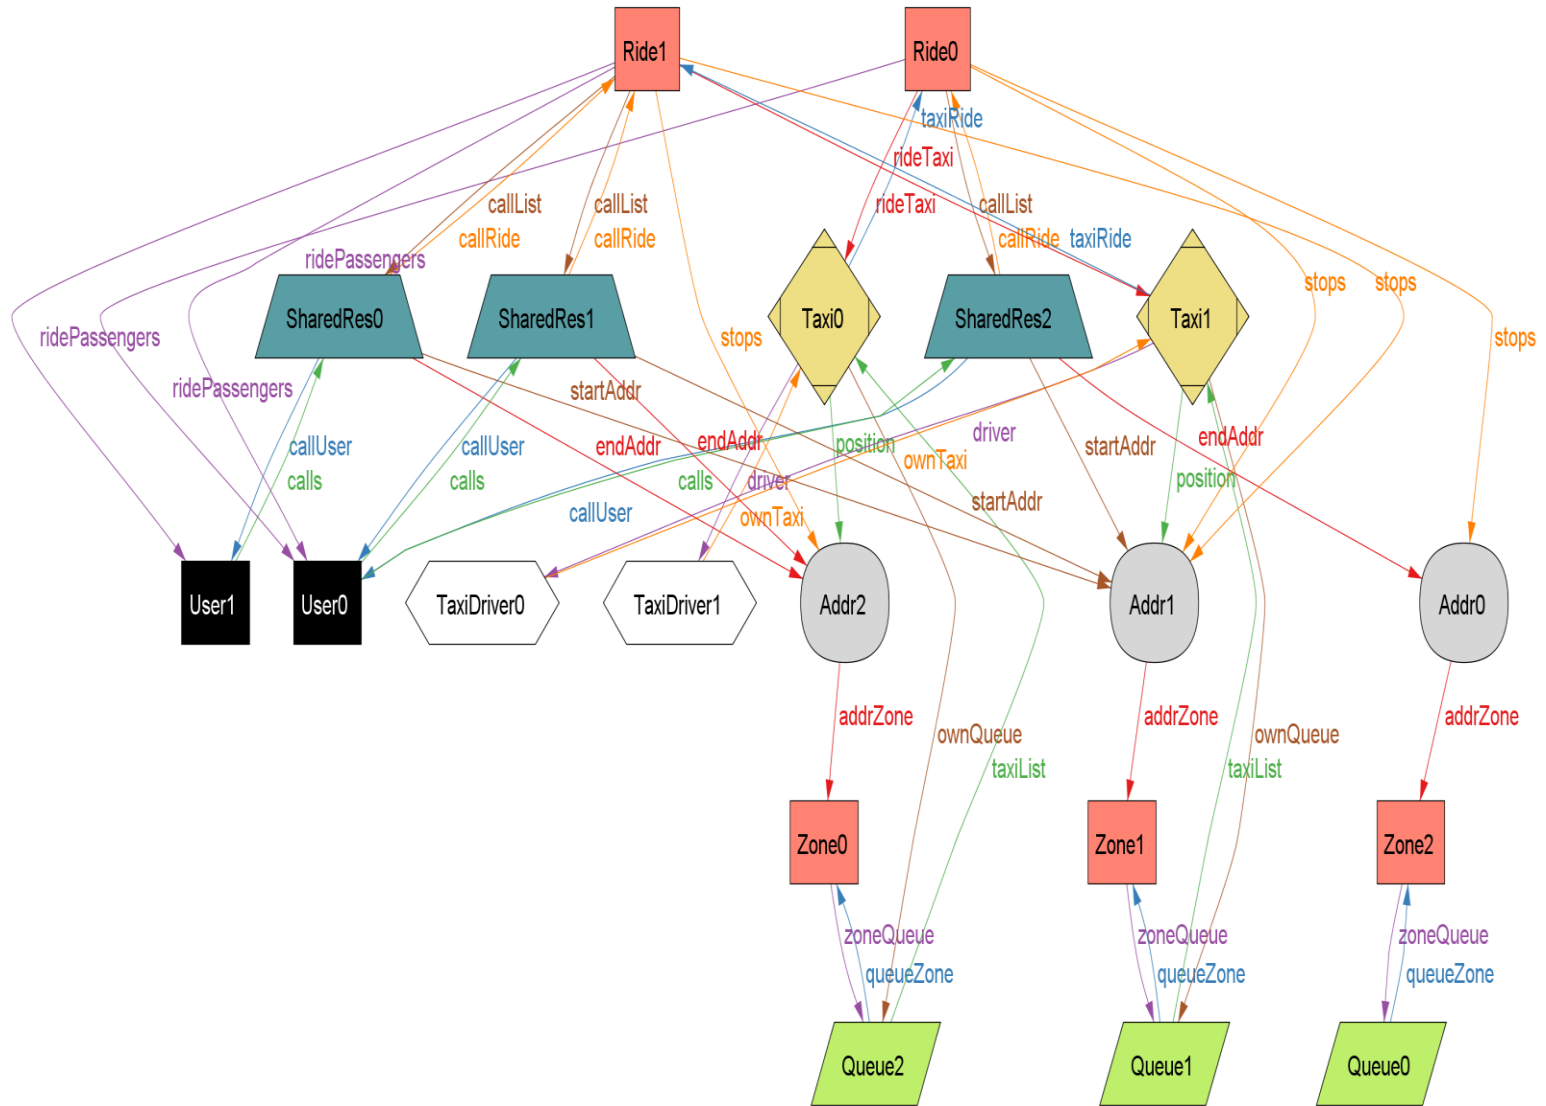 Ride1
Ride0
taxiRide
rideTaxi
callList
callList
rideTaxi
callList
callRide
callRide
callRide
taxiRide
ridePassengers
stops
stops
SharedRes0
SharedRes1
Taxi0
SharedRes2
Taxi1
ridePassengers
stops
stops
ridePassengers
startAddr
callUser
callUser
endAddr
endAddr
position
driver
ownTaxi
startAddr
endAddr
calls
calls
calls
driver
position
callUser
ownTaxi
startAddr
User1
User0
TaxiDriver0
TaxiDriver1
Addr2
Addr1
Addr0
addrZone
addrZone
addrZone
ownQueue
ownQueue
taxiList
taxiList
Zone0
Zone1
Zone2
zoneQueue
zoneQueue
zoneQueue
queueZone
queueZone
queueZone
Queue2
Queue1
Queue0